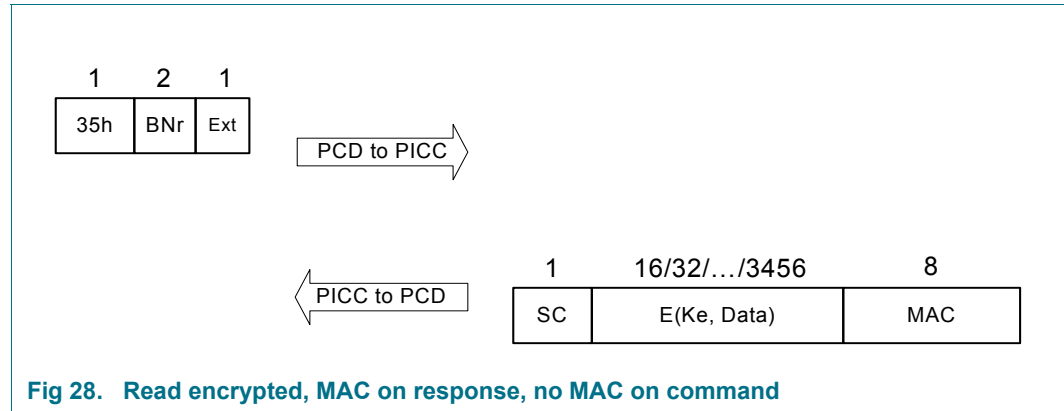 1 2 1
35h BNr Ext
PCD to PICC
1 16/32/…/3456 8
PICC to PCD
SC E(Ke, Data) MAC
Fig 28. Read encrypted, MAC on response, no MAC on command